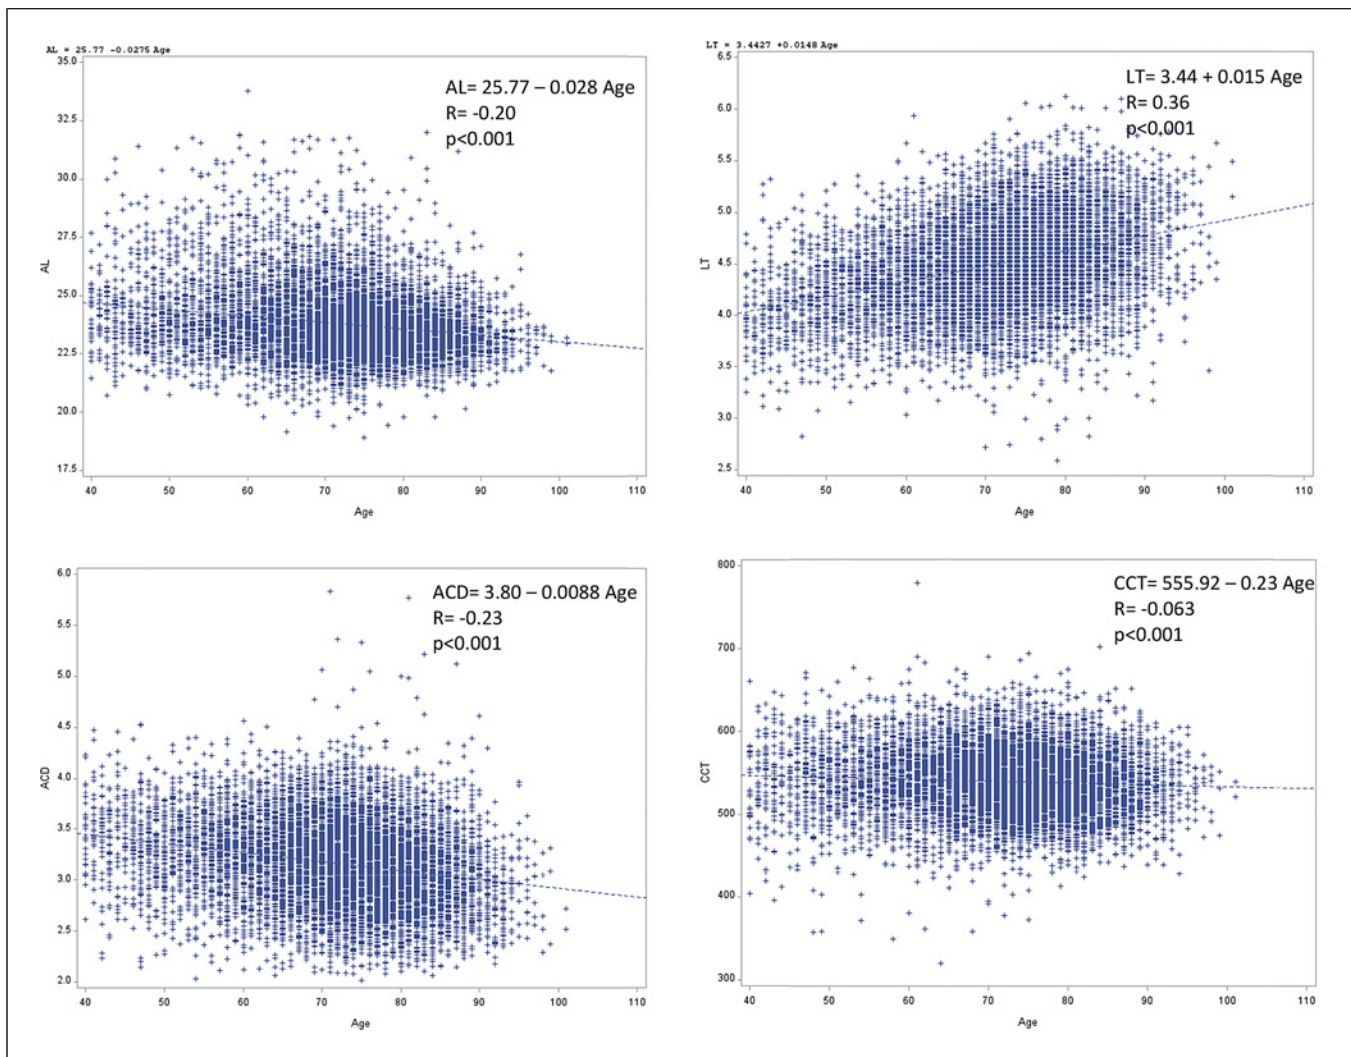 AL = 25.77 -0.0275 Age
35.0
32.5
30.0
27.5
25.0
22.5
20.0
17.5
AL
AL= 25.77 – 0.028 Age
R= -0.20
p<0.001
40 50 60 70 80 90 100 110
Age
LT = 3.4427 +0.0148 Age
6.5
6.0
5.5
5.0
4.5
4.0
3.5
3.0
2.5
LT
LT= 3.44 + 0.015 Age
R= 0.36
p<0.001
40 50 60 70 80 90 100 110
Age
6.0
5.5
5.0
4.5
4.0
3.5
3.0
2.5
2.0
ACD
ACD= 3.80 – 0.0088 Age
R= -0.23
p<0.001
40 50 60 70 80 90 100 110
Age
800
700
600
500
400
300
CCT
CCT= 555.92 – 0.23 Age
R= -0.063
p<0.001
40 50 60 70 80 90 100 110
Age